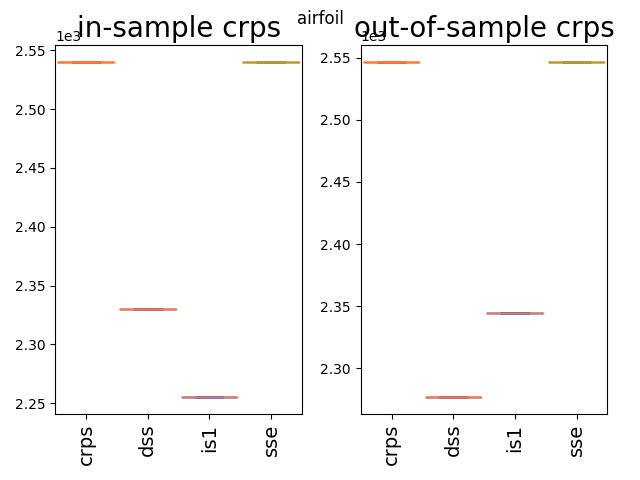 airfoil
in-sample crps
1e3
2.55
2.50
2.45
2.40
2.35
2.30
2.25
crps
dss
is1
sse
out-of-sample crps
1e3
2.55
2.50
2.45
2.40
2.35
2.30
crps
dss
is1
sse